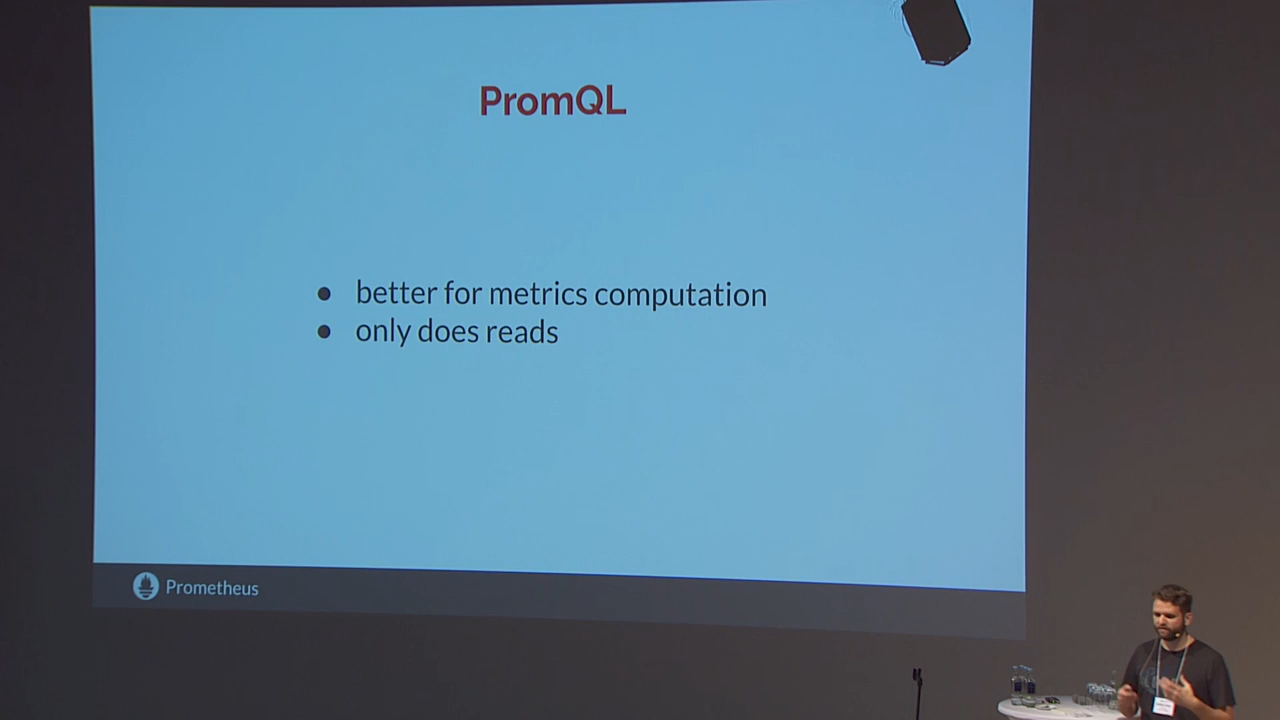 PromQL
● better for metrics computation
● only does reads
Prometheus